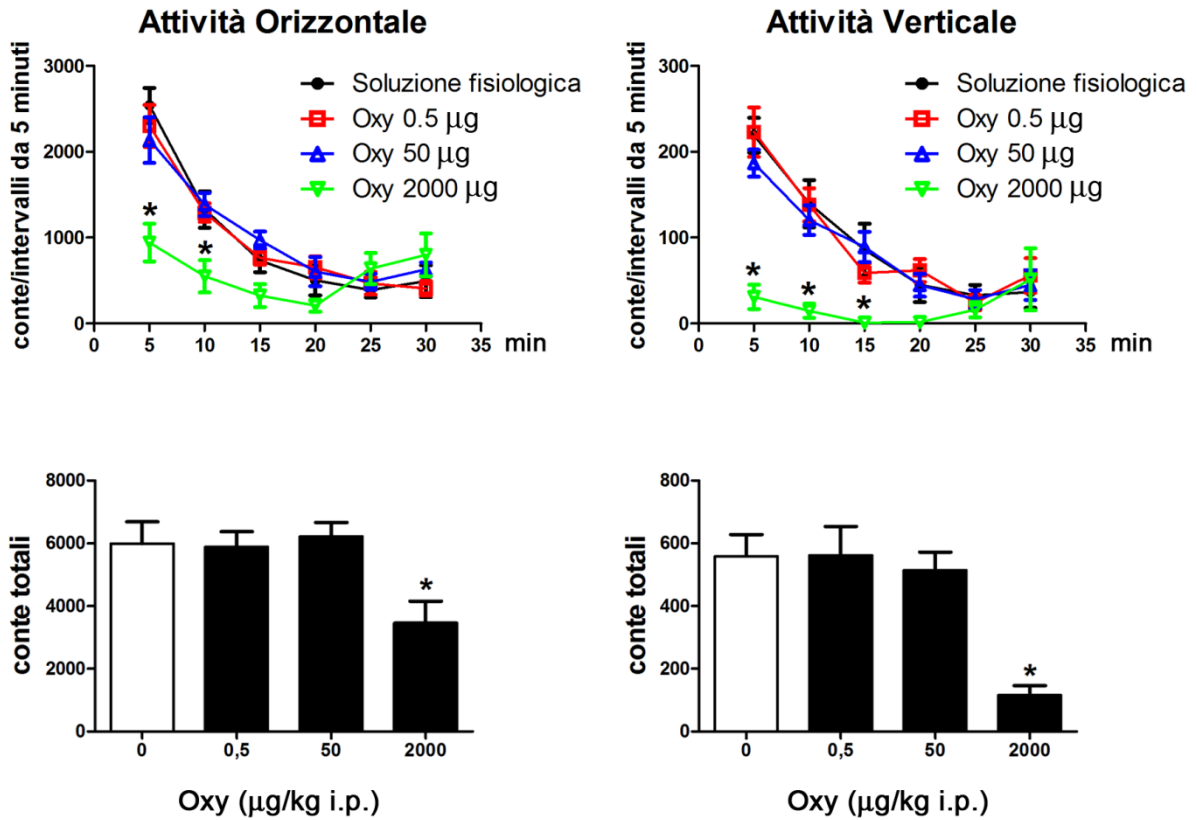 Attività Orizzontale
conte/intervalli da 5 minuti
3000
2000
1000
0
Soluzione fisiologica
Oxy 0.5 µg
Oxy 50 µg
Oxy 2000 µg
*
*
0 5 10 15 20 25 30 35 min
Attività Verticale
conte/intervalli da 5 minuti
300
200
100
0
Soluzione fisiologica
Oxy 0.5 µg
Oxy 50 µg
Oxy 2000 µg
*
*
*
0 5 10 15 20 25 30 35 min
conte totali
8000
6000
4000
2000
0
*
0 0,5 50 2000
Oxy (µg/kg i.p.)
conte totali
800
600
400
200
0
*
0 0,5 50 2000
Oxy (µg/kg i.p.)